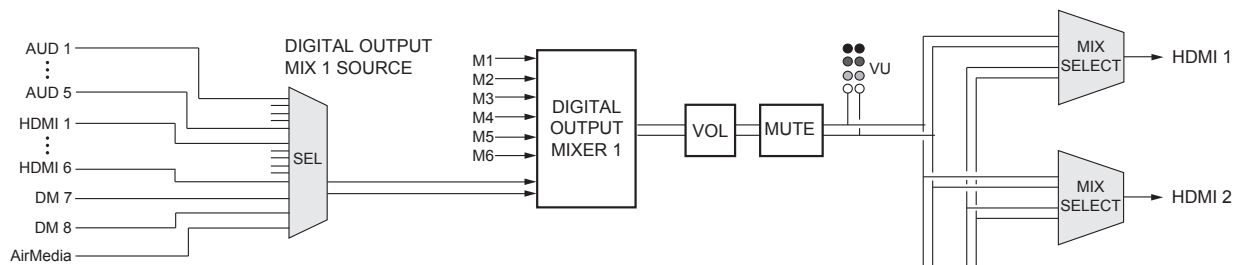 AUD 1
AUD 5
HDMI 1
HDMI 6
DM 7
DM 8
AirMedia
DIGITAL OUTPUT
MIX 1 SOURCE
SEL
M1
M2
M3
M4
M5
M6
DIGITAL
OUTPUT
MIXER 1
VOL
MUTE
VU
MIX
SELECT
HDMI 1
MIX
SELECT
HDMI 2